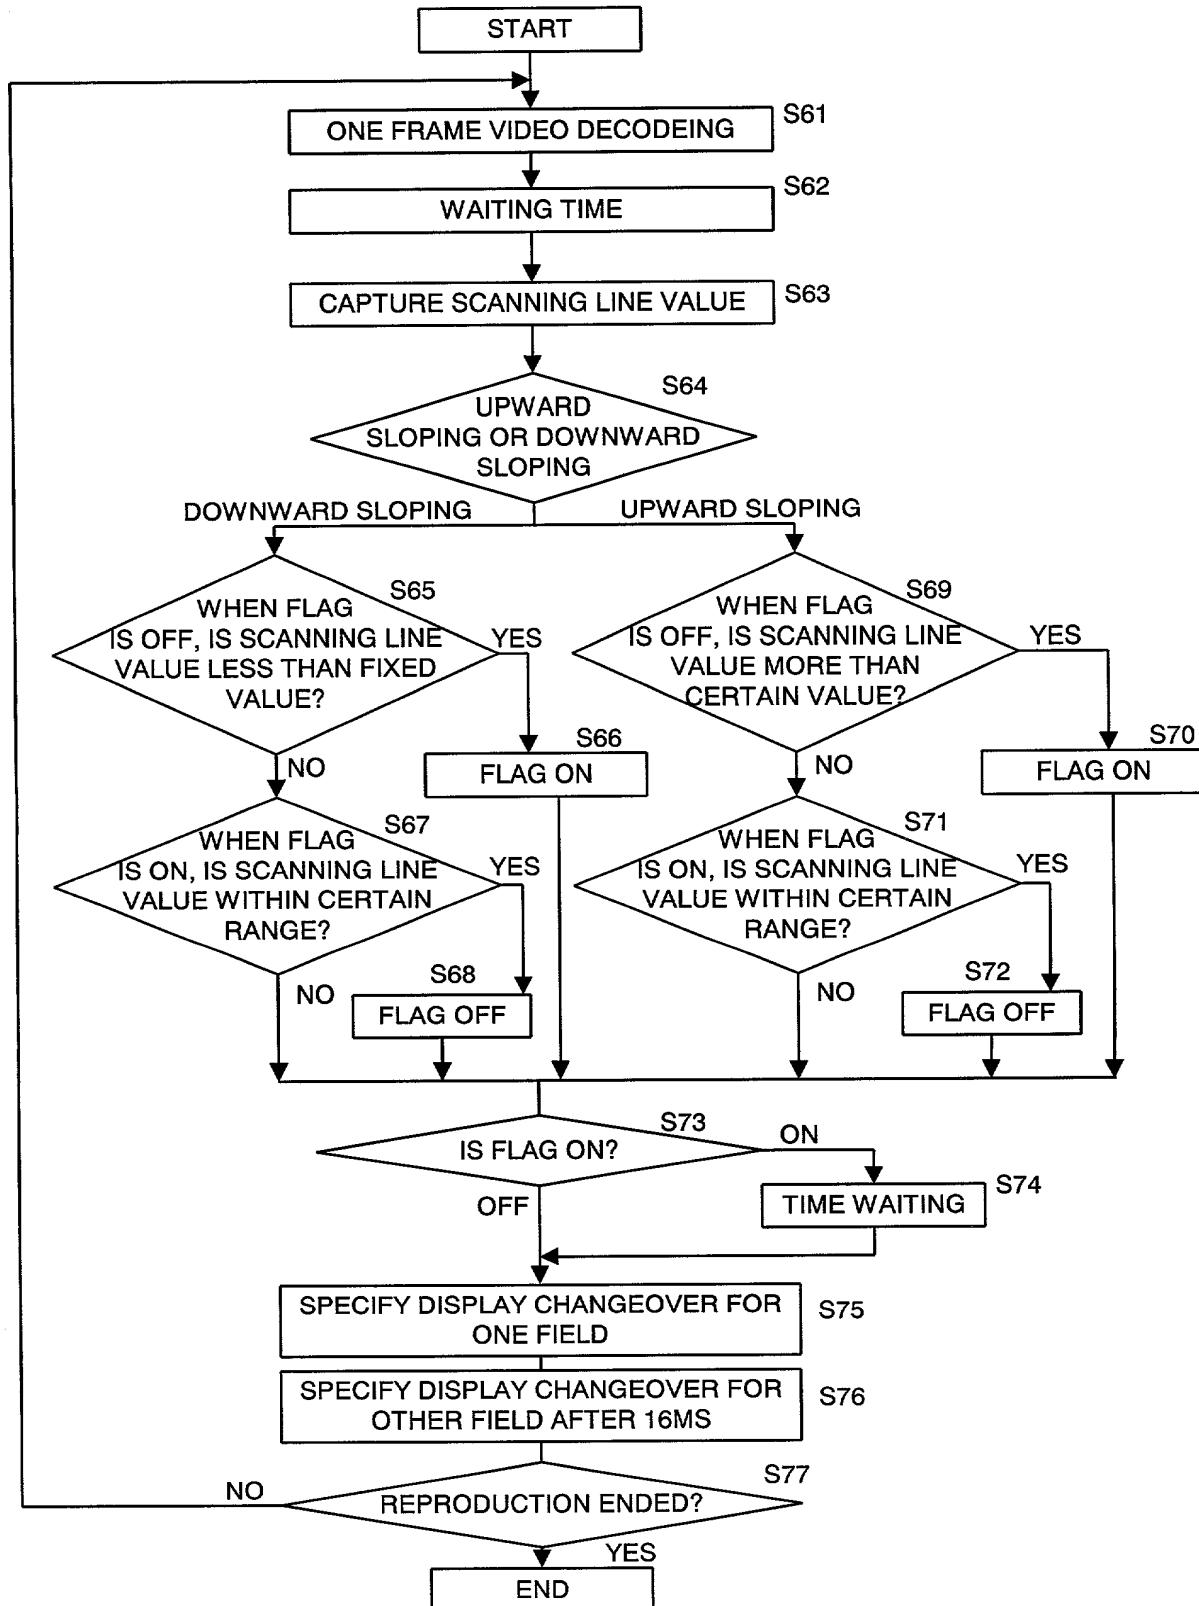 START
ONE FRAME VIDEO DECODEING
S61
WAITING TIME
S62
CAPTURE SCANNING LINE VALUE
S63
S64
UPWARD
SLOPING OR DOWNWARD
SLOPING
DOWNWARD SLOPING
UPWARD SLOPING
S65
WHEN FLAG
IS OFF, IS SCANNING LINE
VALUE LESS THAN FIXED
VALUE?
YES
NO
S66
FLAG ON
S69
WHEN FLAG
IS OFF, IS SCANNING LINE
VALUE MORE THAN
CERTAIN VALUE?
YES
NO
S70
FLAG ON
S67
WHEN FLAG
IS ON, IS SCANNING LINE
VALUE WITHIN CERTAIN
RANGE?
YES
NO
S68
FLAG OFF
S71
WHEN FLAG
IS ON, IS SCANNING LINE
VALUE WITHIN CERTAIN
RANGE?
YES
NO
S72
FLAG OFF
S73
IS FLAG ON?
ON
OFF
S74
TIME WAITING
SPECIFY DISPLAY CHANGEOVER FOR
ONE FIELD
S75
SPECIFY DISPLAY CHANGEOVER FOR
OTHER FIELD AFTER 16MS
S76
S77
REPRODUCTION ENDED?
NO
YES
END